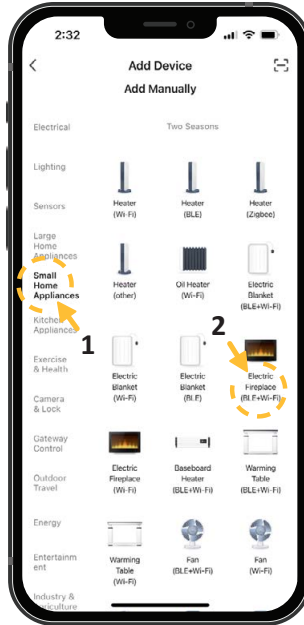 2:32
Add Device
Add Manually
Electrical
Two Seasons
Lighting
Sensors
Large
Home
Appliances
Small
Home
Appliances
Kitchen
Appliances
Exercise
& Health
Camera
& Lock
Gateway
Control
Outdoor
Travel
Energy
Entertainm
ent
Industry &
Agriculture
Heater
(Wi-Fi)
Heater
(BLE)
Heater
(Zigbee)
Heater
(other)
Oil Heater
(Wi-Fi)
Electric
Blanket
(BLE+Wi-Fi)
1
2
Electric
Blanket
(Wi-Fi)
Electric
Blanket
(BLE)
Electric
Fireplace
(BLE+Wi-Fi)
Electric
Fireplace
(Wi-Fi)
Baseboard
Heater
(BLE+Wi-Fi)
Warming
Table
(BLE+Wi-Fi)
Warming
Table
(Wi-Fi)
Fan
(BLE+Wi-Fi)
Fan
(Wi-Fi)